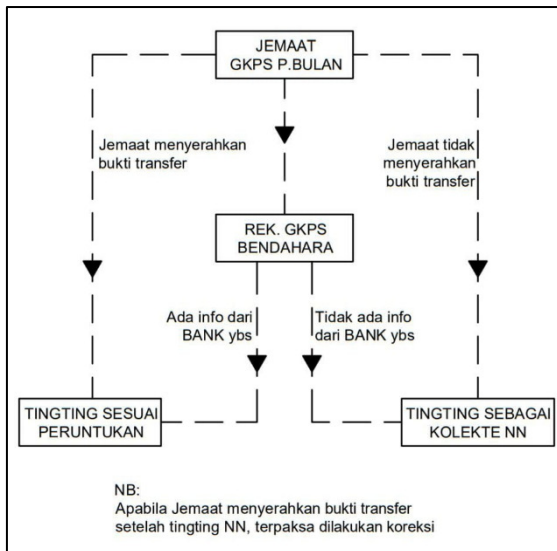 JEMAAT
GKPS P.BULAN
Jemaat menyerahkan
bukti transfer
Jemaat tidak
menyerahkan
bukti transfer
REK. GKPS
BENDAHARA
Ada info dari
BANK ybs
Tidak ada info
dari BANK ybs
TINGTING SESUAI
PERUNTUKAN
TINGTING SEBAGAI
KOLEKTE NN
NB:
Apabila Jemaat menyerahkan bukti transfer
setelah tingting NN, terpaksa dilakukan koreksi